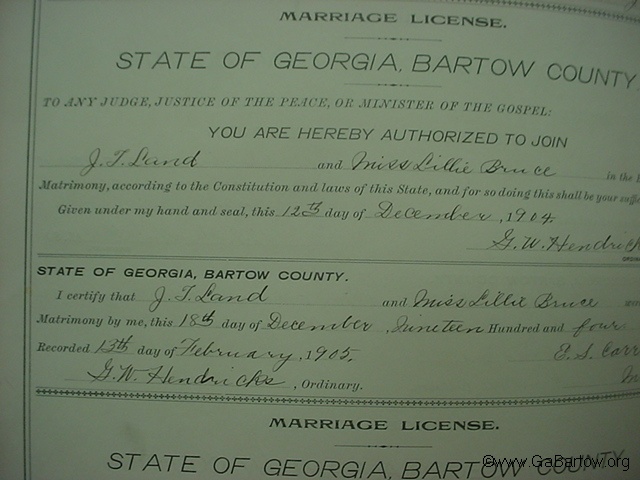 MARRIAGE LICENSE.
STATE OF GEORGIA, BARTOW COUNTY
TO ANY JUDGE, JUSTICE OF THE PEACE, OR MINISTER OF THE GOSPEL:
YOU ARE HEREBY AUTHORIZED TO JOIN
J. T. Land and Miss Lillie Bruce in the
Matrimony, according to the Constitution and laws of this State, and for so doing this shall be your suffi
Given under my hand and seal, this 12th day of December, 1904
G. W. Hendric
ORDIN
STATE OF GEORGIA, BARTOW COUNTY.
I certify that J. T. Land and Miss Lillie Bruce
Matrimony by me, this 18th day of December, Nineteen Hundred and four
Recorded 13th day of February, 1905, E. S. Carr
G. W. Hendricks, Ordinary. M
MARRIAGE LICENSE.
STATE OF GEORGIA, BARTOW COUNTY
©www.GaBartow.org